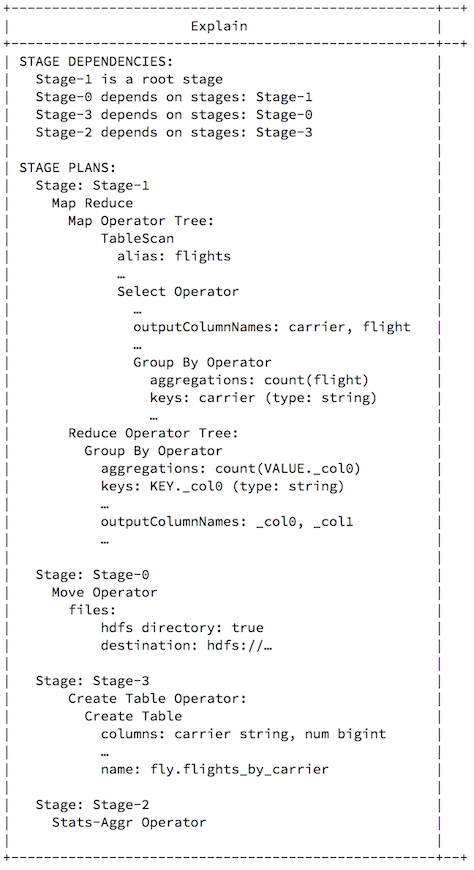 +-----------------------------------------------------+--+
| Explain |
+-----------------------------------------------------+--+
| STAGE DEPENDENCIES: |
| Stage-1 is a root stage |
| Stage-0 depends on stages: Stage-1 |
| Stage-3 depends on stages: Stage-0 |
| Stage-2 depends on stages: Stage-3 |
| |
| STAGE PLANS: |
| Stage: Stage-1 |
| Map Reduce |
| Map Operator Tree: |
| TableScan |
| alias: flights |
| … |
| Select Operator |
| … |
| outputColumnNames: carrier, flight |
| … |
| Group By Operator |
| aggregations: count(flight) |
| keys: carrier (type: string) |
| … |
| Reduce Operator Tree: |
| Group By Operator |
| aggregations: count(VALUE._col0) |
| keys: KEY._col0 (type: string) |
| … |
| outputColumnNames: _col0, _col1 |
| … |
| |
| Stage: Stage-0 |
| Move Operator |
| files: |
| hdfs directory: true |
| destination: hdfs://… |
| |
| Stage: Stage-3 |
| Create Table Operator: |
| Create Table |
| columns: carrier string, num bigint |
| … |
| name: fly.flights_by_carrier |
| |
| Stage: Stage-2 |
| Stats-Aggr Operator |
| |
+-----------------------------------------------------+--+